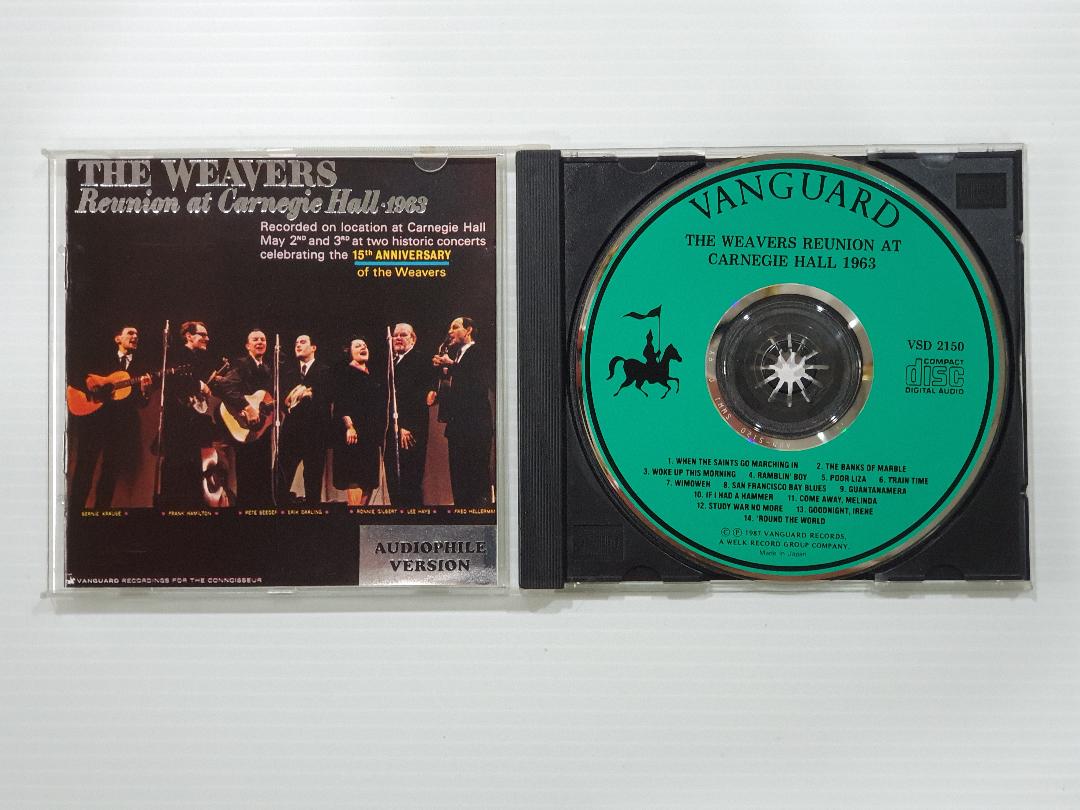 THE WEAVERS
Reunion at Carnegie Hall·1963
Recorded on location at Carnegie Hall
May 2ND and 3RD at two historic concerts
celebrating the 15th ANNIVERSARY
of the Weavers
BERNIE KRAUSE • FRANK HAMILTON • PETE SEEGER • ERIK DARLING • RONNIE GILBERT • LEE HAYS • FRED HELLERMAN
AUDIOPHILE
VERSION
VANGUARD RECORDINGS FOR THE CONNOISSEUR
VANGUARD
THE WEAVERS REUNION AT
CARNEGIE HALL 1963
VSD 2150
COMPACT
disc
DIGITAL AUDIO
1. WHEN THE SAINTS GO MARCHING IN 2. THE BANKS OF MARBLE
3. WOKE UP THIS MORNING 4. RAMBLIN' BOY 5. POOR LIZA 6. TRAIN TIME
7. WIMOWEH 8. SAN FRANCISCO BAY BLUES 9. GUANTANAMERA
10. IF I HAD A HAMMER 11. COME AWAY, MELINDA
12. STUDY WAR NO MORE 13. GOODNIGHT, IRENE
14. 'ROUND THE WORLD
© ℗ 1987 VANGUARD RECORDS,
A WELK RECORD GROUP COMPANY.
Made in Japan